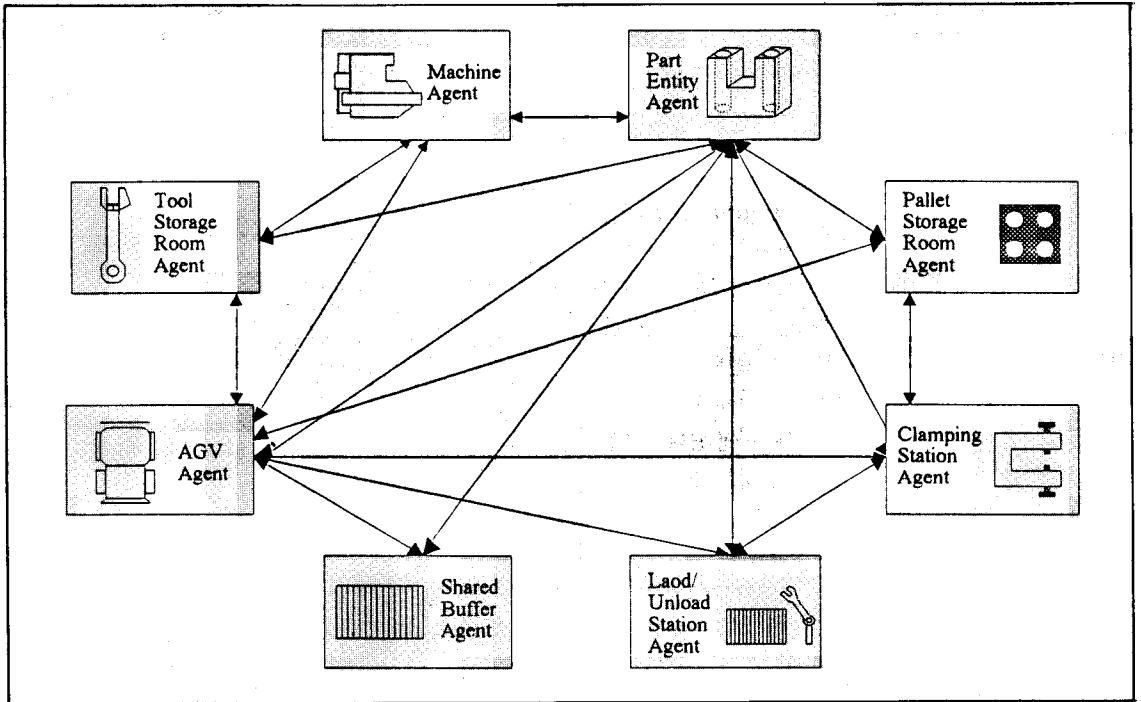 Machine
Agent
Part
Entity
Agent
Tool
Storage
Room
Agent
Pallet
Storage
Room
Agent
AGV
Agent
Clamping
Station
Agent
Shared
Buffer
Agent
Laod/
Unload
Station
Agent